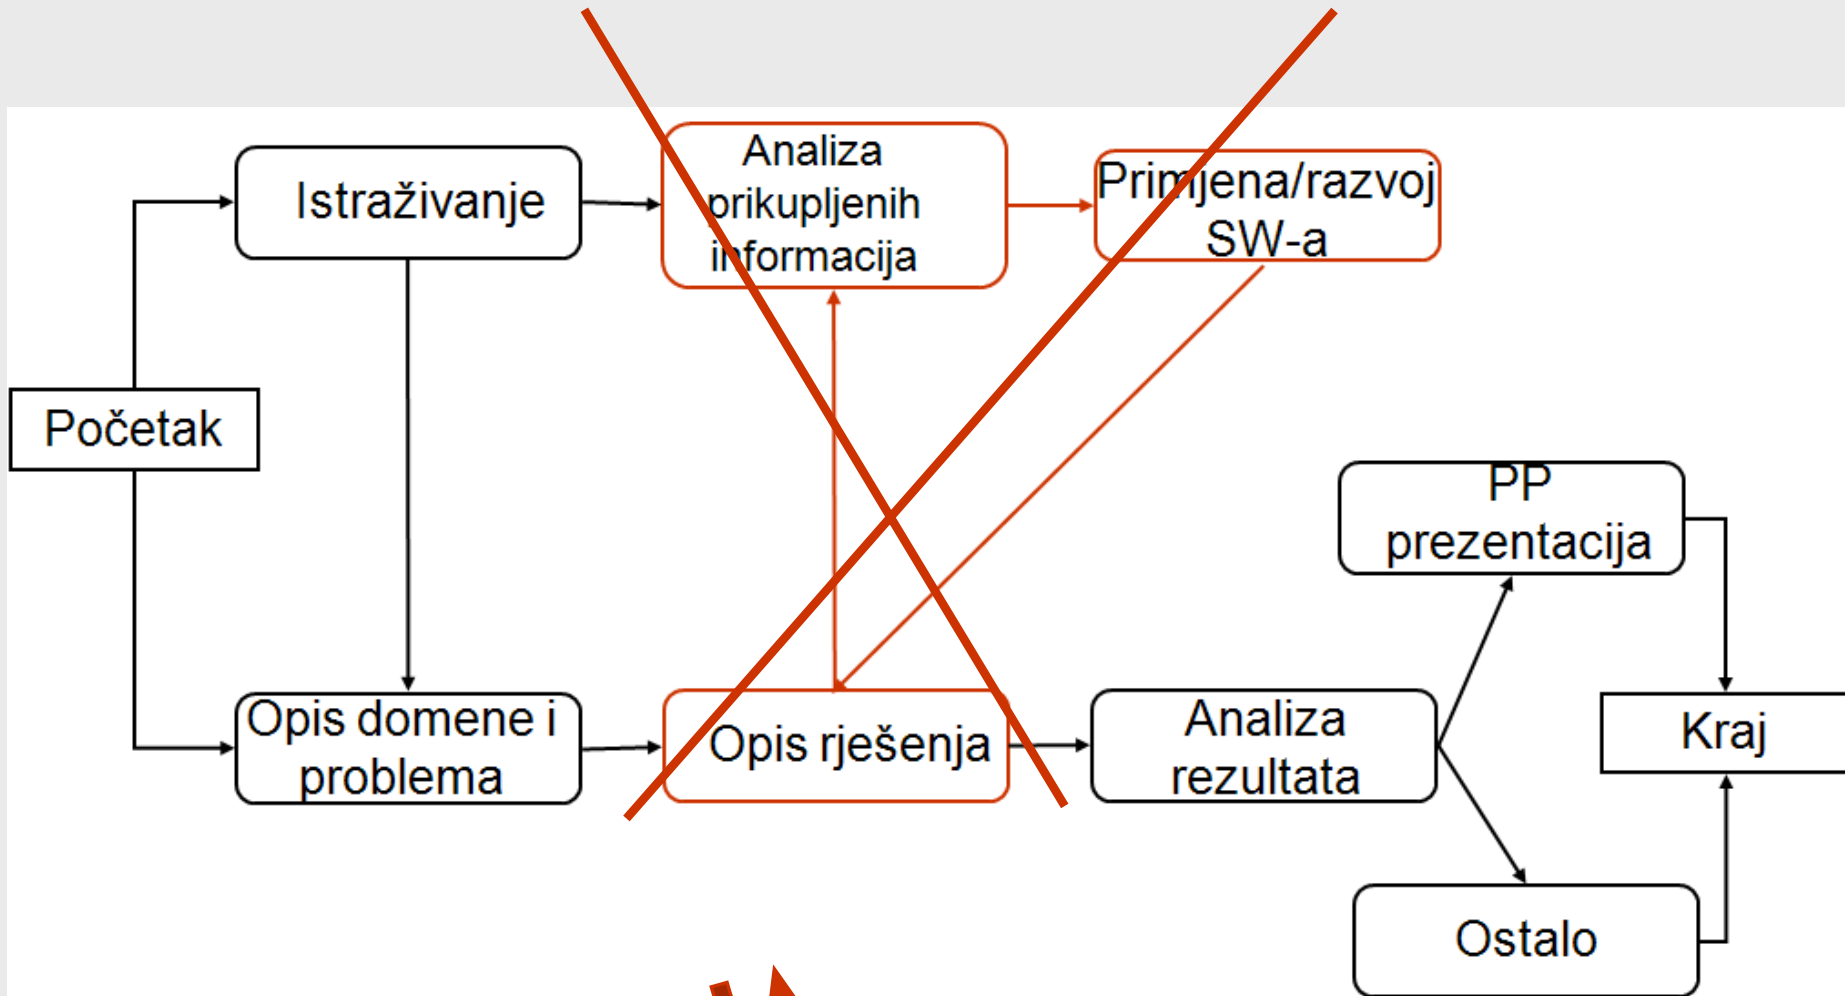 Analiza
prikupljenih
informacija
Istraživanje
Primjena/razvoj
SW-a
Početak
PP
prezentacija
Opis domene i
problema
Opis rješenja
Analiza
rezultata
Kraj
Ostalo